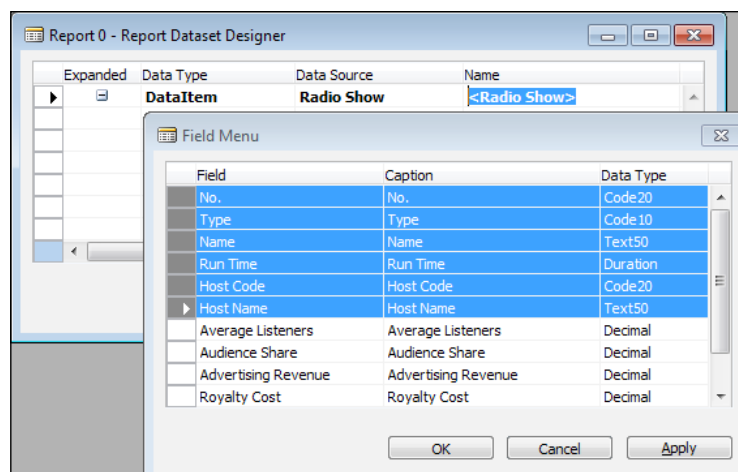 Report 0 - Report Dataset Designer
Expanded Data Type Data Source Name
DataItem Radio Show <Radio Show>
Field Menu
Field Caption Data Type
No. No. Code20
Type Type Code10
Name Name Text50
Run Time Run Time Duration
Host Code Host Code Code20
Host Name Host Name Text50
Average Listeners Average Listeners Decimal
Audience Share Audience Share Decimal
Advertising Revenue Advertising Revenue Decimal
Royalty Cost Royalty Cost Decimal
OK Cancel Apply